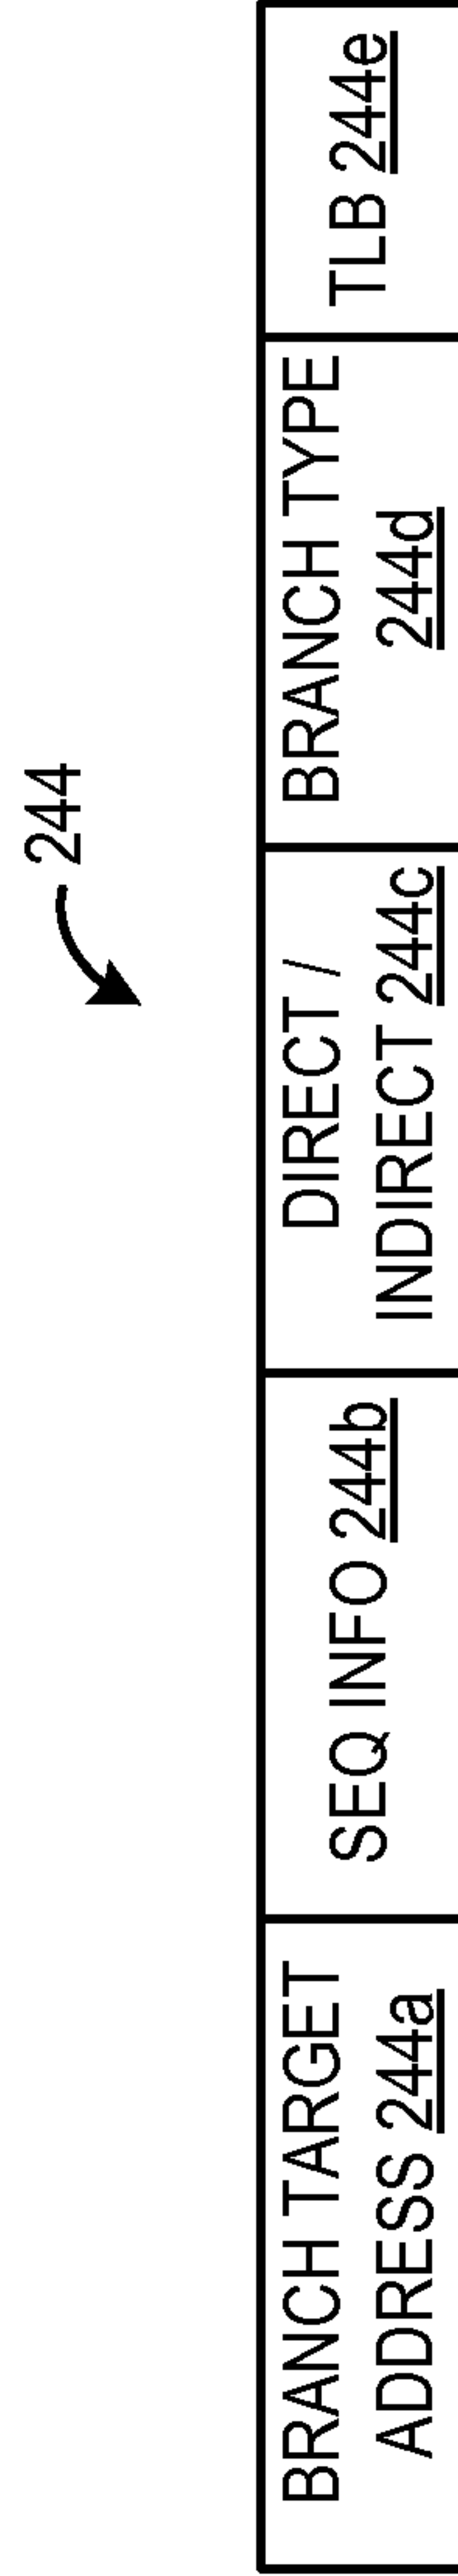 244
BRANCH TARGET
ADDRESS 244a
SEQ INFO 244b
DIRECT /
INDIRECT 244c
BRANCH TYPE
244d
TLB 244e